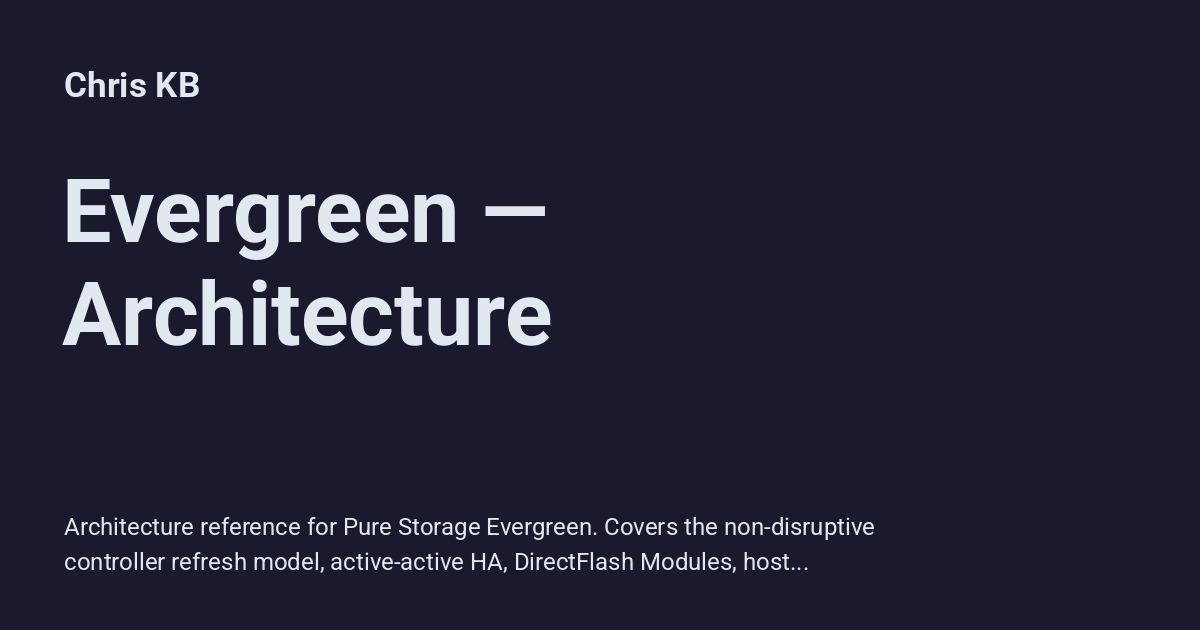 Chris KB
Evergreen —
Architecture
Architecture reference for Pure Storage Evergreen. Covers the non-disruptive
controller refresh model, active-active HA, DirectFlash Modules, host...